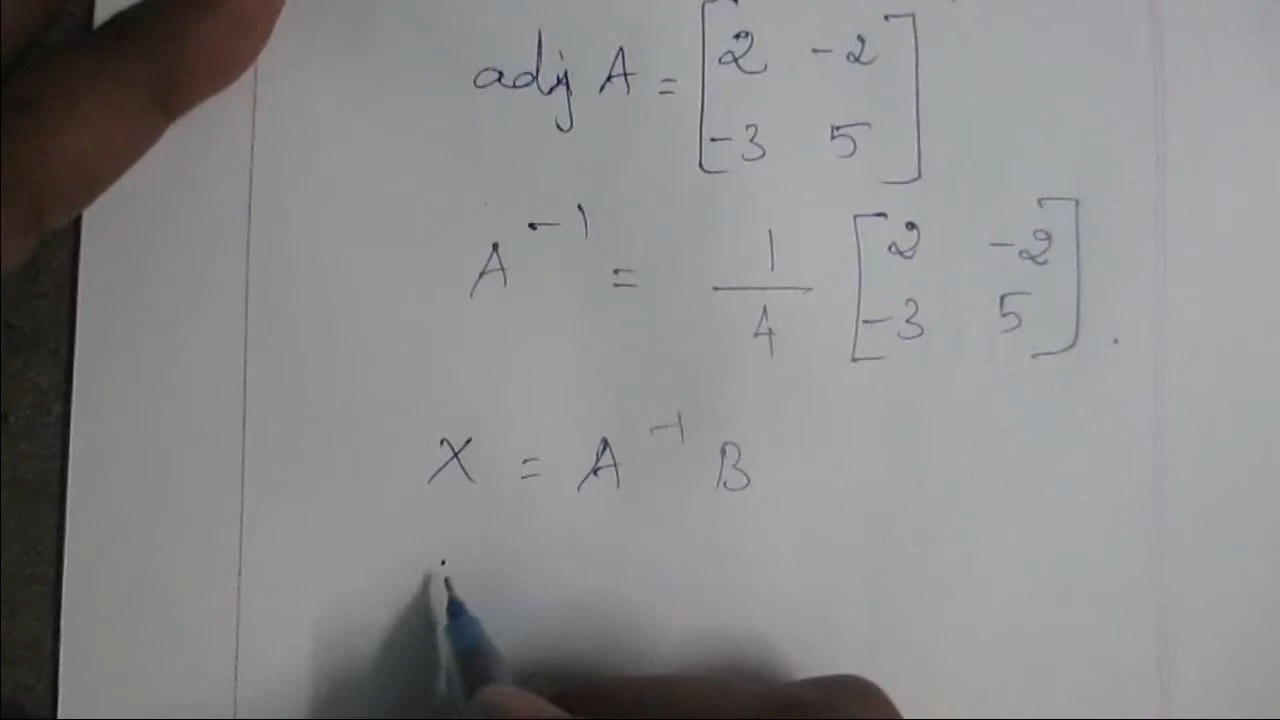 adj A = [2 -2
-3 5]
A⁻¹ = 1/4 [2 -2
-3 5].
X = A⁻¹ B